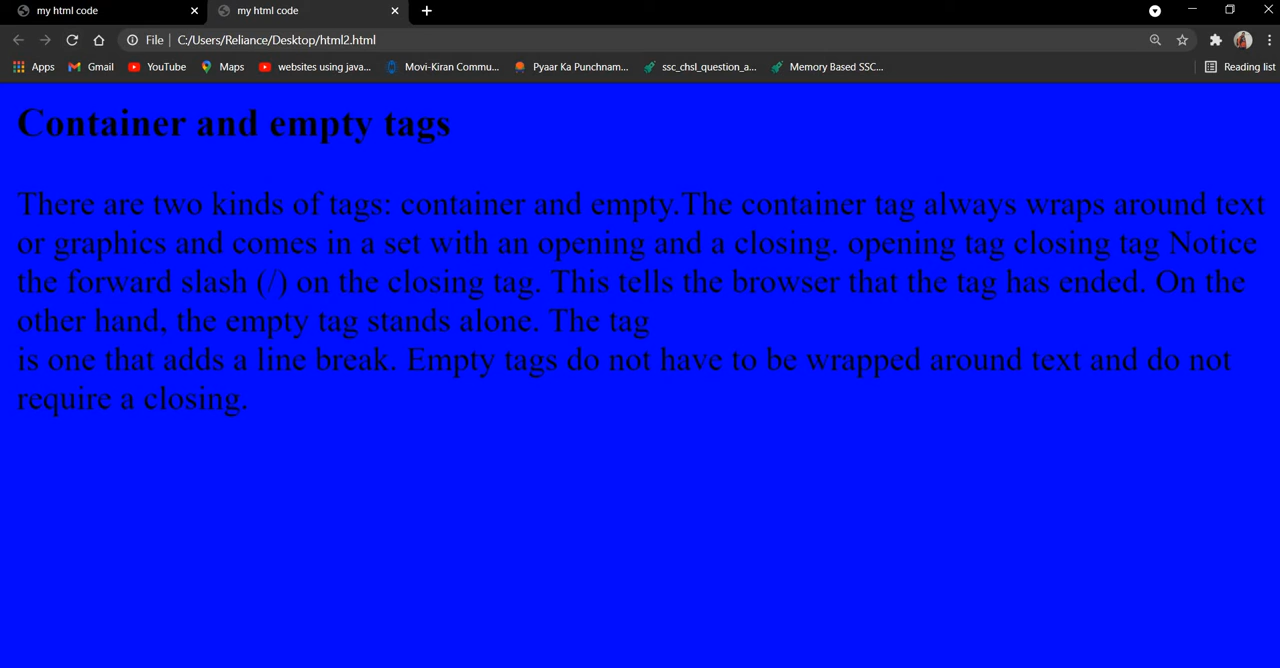 my html code
my html code
File
C:/Users/Reliance/Desktop/html2.html
Apps
Gmail
YouTube
Maps
websites using java...
Movi-Kiran Commu...
Pyaar Ka Punchnam...
ssc_chsl_question_a...
Memory Based SSC...
Reading list
Container and empty tags
There are two kinds of tags: container and empty.The container tag always wraps around text
or graphics and comes in a set with an opening and a closing. opening tag closing tag Notice
the forward slash (/) on the closing tag. This tells the browser that the tag has ended. On the
other hand, the empty tag stands alone. The tag
is one that adds a line break. Empty tags do not have to be wrapped around text and do not
require a closing.